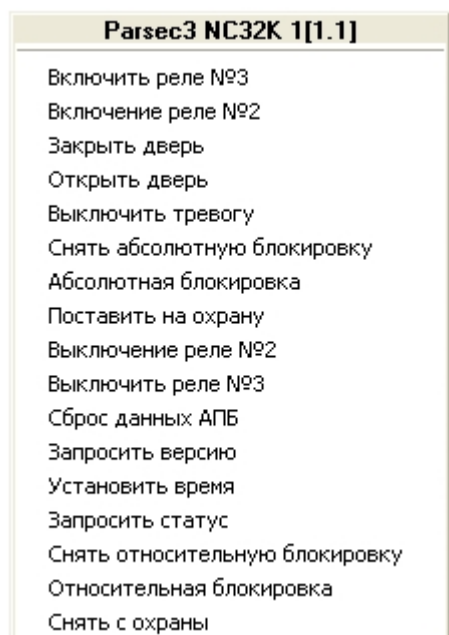 Parsec3 NC32K 1[1.1]
Включить реле №3
Включение реле №2
Закрыть дверь
Открыть дверь
Выключить тревогу
Снять абсолютную блокировку
Абсолютная блокировка
Поставить на охрану
Выключение реле №2
Выключить реле №3
Сброс данных АПБ
Запросить версию
Установить время
Запросить статус
Снять относительную блокировку
Относительная блокировка
Снять с охраны